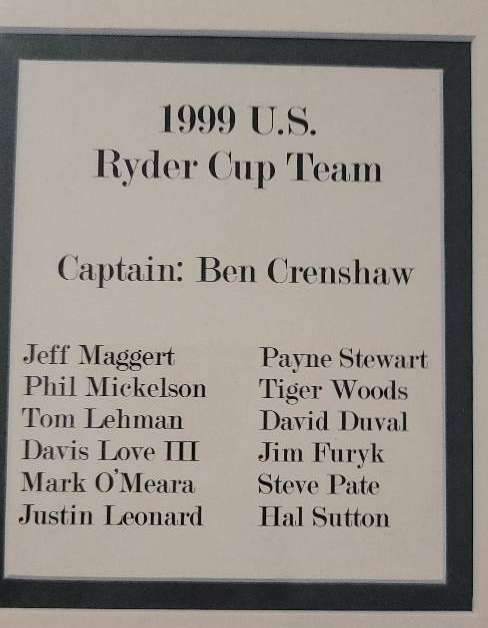 1999 U.S.
Ryder Cup Team
Captain: Ben Crenshaw
Jeff Maggert
Phil Mickelson
Tom Lehman
Davis Love III
Mark O'Meara
Justin Leonard
Payne Stewart
Tiger Woods
David Duval
Jim Furyk
Steve Pate
Hal Sutton